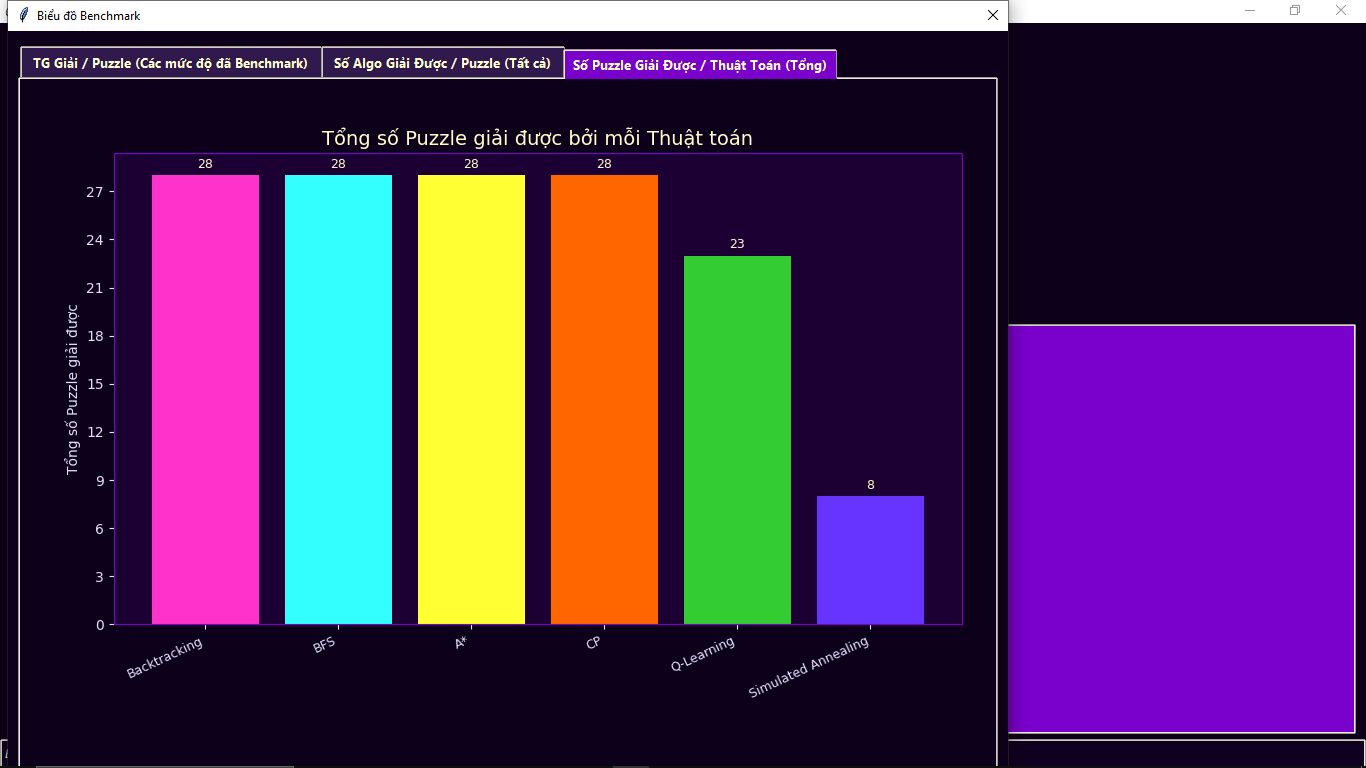 Biểu đồ Benchmark
TG Giải / Puzzle (Các mức độ đã Benchmark)
Số Algo Giải Được / Puzzle (Tất cả)
Số Puzzle Giải Được / Thuật Toán (Tổng)
Tổng số Puzzle giải được bởi mỗi Thuật toán
28
28
28
28
23
8
27
24
21
18
15
12
9
6
3
0
Tổng số Puzzle giải được
Backtracking
BFS
A*
CP
Q-Learning
Simulated Annealing